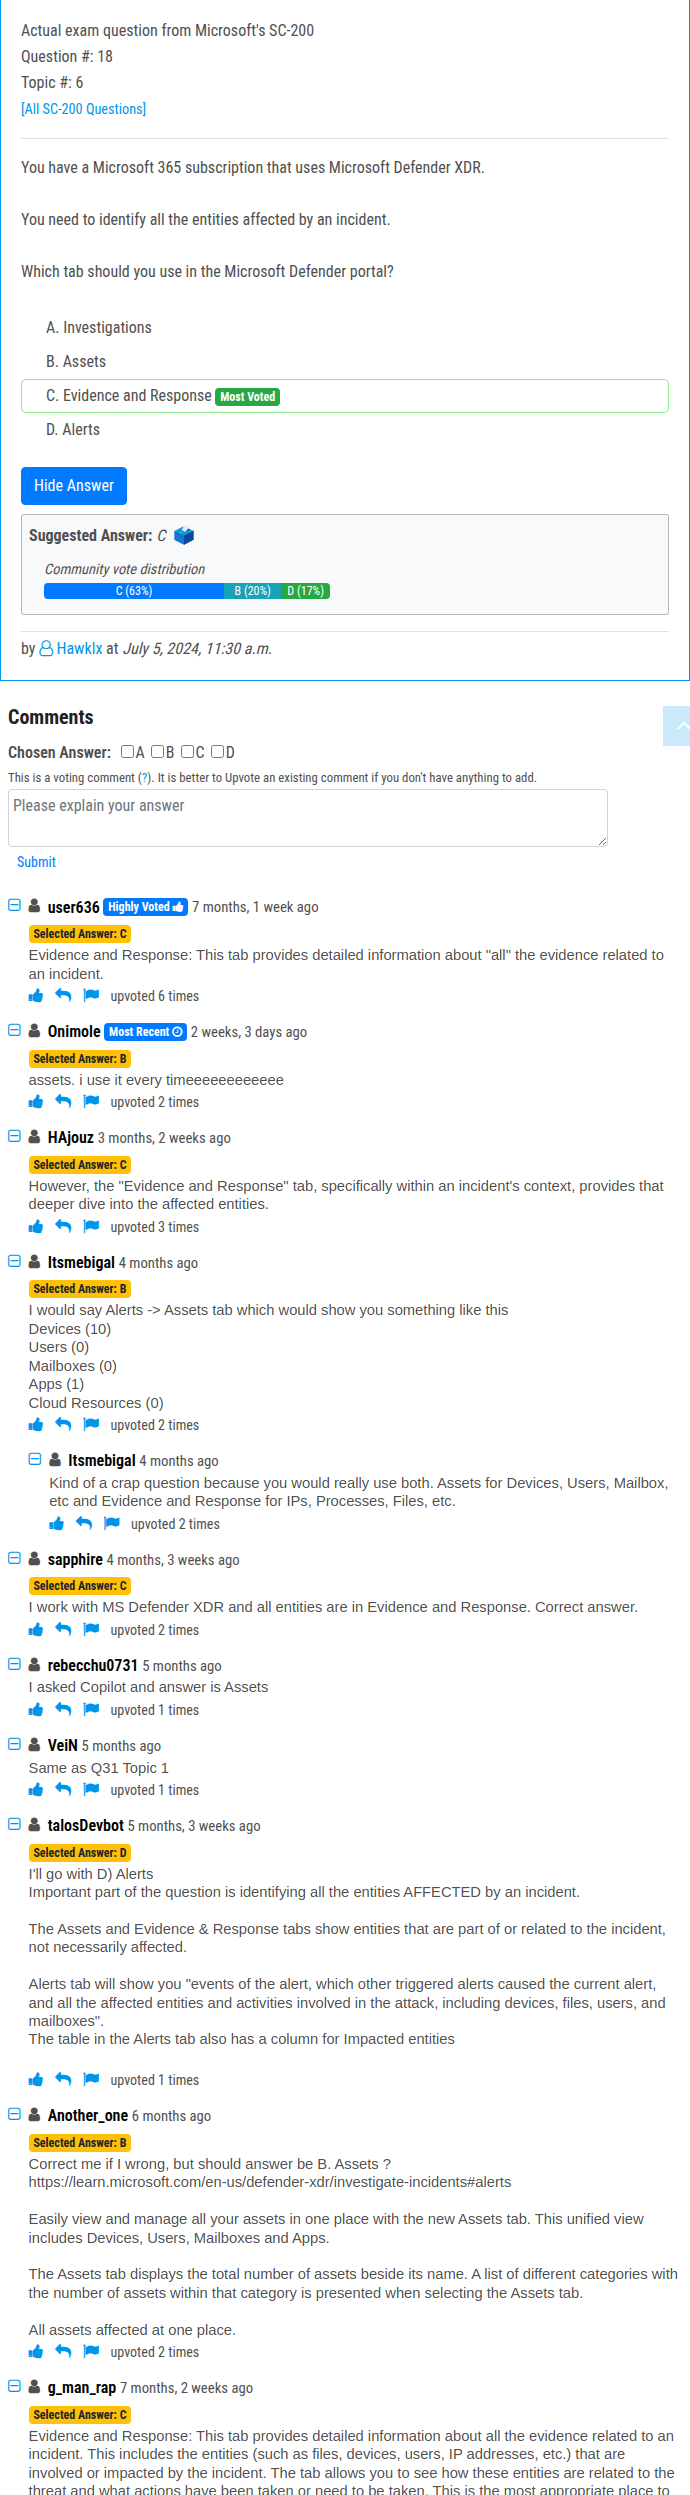 Actual exam question from Microsoft's SC-200
Question #: 18
Topic #: 6
[All SC-200 Questions]
You have a Microsoft 365 subscription that uses Microsoft Defender XDR.
You need to identify all the entities affected by an incident.
Which tab should you use in the Microsoft Defender portal?
A. Investigations
B. Assets
C. Evidence and Response Most Voted
D. Alerts
Hide Answer
Suggested Answer: C
Community vote distribution
C (63%) B (20%) D (17%)
by Hawklx at July 5, 2024, 11:30 a.m.
Comments
Chosen Answer: A B C D
This is a voting comment (?). It is better to Upvote an existing comment if you don't have anything to add.
Please explain your answer
Submit
user636 Highly Voted 7 months, 1 week ago
Selected Answer: C
Evidence and Response: This tab provides detailed information about "all" the evidence related to
an incident.
upvoted 6 times
Onimole Most Recent 2 weeks, 3 days ago
Selected Answer: B
assets. i use it every timeeeeeeeeeeee
upvoted 2 times
HAjouz 3 months, 2 weeks ago
Selected Answer: C
However, the "Evidence and Response" tab, specifically within an incident's context, provides that
deeper dive into the affected entities.
upvoted 3 times
Itsmebigal 4 months ago
Selected Answer: B
I would say Alerts -> Assets tab which would show you something like this
Devices (10)
Users (0)
Mailboxes (0)
Apps (1)
Cloud Resources (0)
upvoted 2 times
Itsmebigal 4 months ago
Kind of a crap question because you would really use both. Assets for Devices, Users, Mailbox,
etc and Evidence and Response for IPs, Processes, Files, etc.
upvoted 2 times
sapphire 4 months, 3 weeks ago
Selected Answer: C
I work with MS Defender XDR and all entities are in Evidence and Response. Correct answer.
upvoted 2 times
rebecchu0731 5 months ago
I asked Copilot and answer is Assets
upvoted 1 times
VeiN 5 months ago
Same as Q31 Topic 1
upvoted 1 times
talosDevbot 5 months, 3 weeks ago
Selected Answer: D
I'll go with D) Alerts
Important part of the question is identifying all the entities AFFECTED by an incident.
The Assets and Evidence & Response tabs show entities that are part of or related to the incident,
not necessarily affected.
Alerts tab will show you "events of the alert, which other triggered alerts caused the current alert,
and all the affected entities and activities involved in the attack, including devices, files, users, and
mailboxes".
The table in the Alerts tab also has a column for Impacted entities
upvoted 1 times
Another_one 6 months ago
Selected Answer: B
Correct me if I wrong, but should answer be B. Assets ?
https://learn.microsoft.com/en-us/defender-xdr/investigate-incidents#alerts
Easily view and manage all your assets in one place with the new Assets tab. This unified view
includes Devices, Users, Mailboxes and Apps.
The Assets tab displays the total number of assets beside its name. A list of different categories with
the number of assets within that category is presented when selecting the Assets tab.
All assets affected at one place.
upvoted 2 times
g_man_rap 7 months, 2 weeks ago
Selected Answer: C
Evidence and Response: This tab provides detailed information about all the evidence related to an
incident. This includes the entities (such as files, devices, users, IP addresses, etc.) that are
involved or impacted by the incident. The tab allows you to see how these entities are related to the
threat and what actions have been taken or need to be taken. This is the most appropriate place to